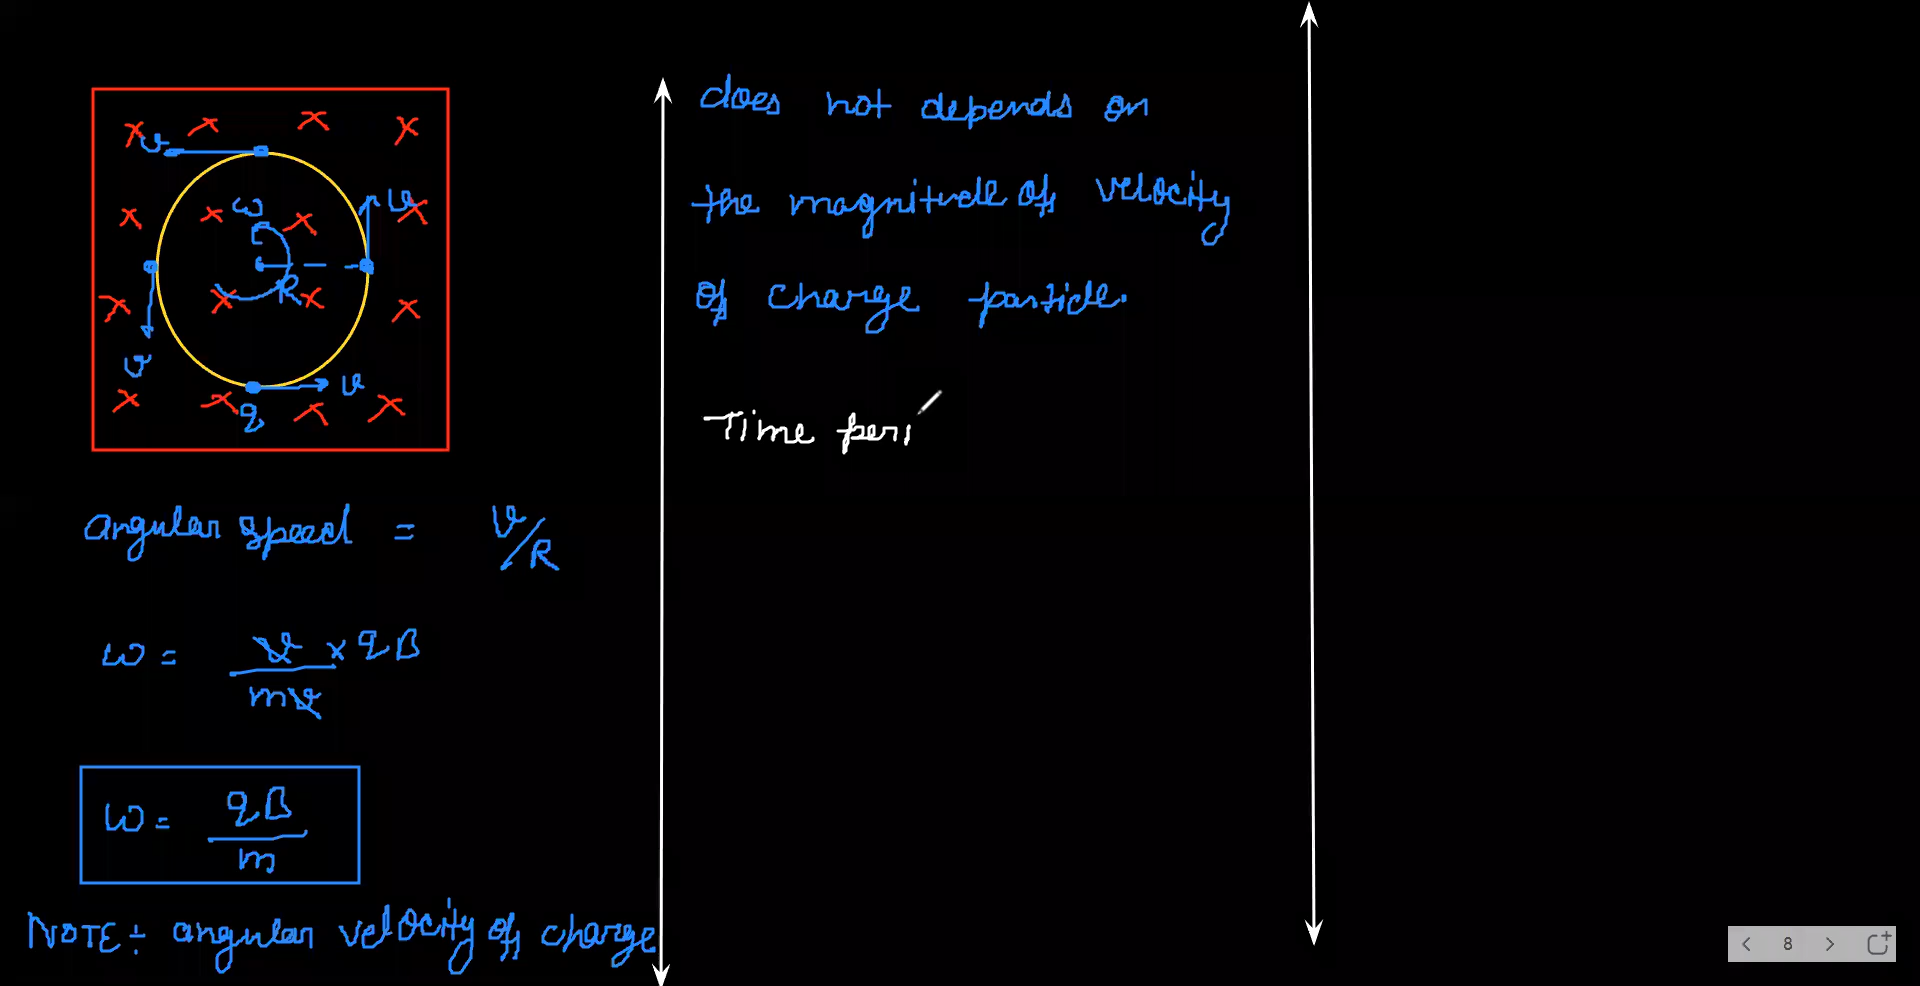 v
v
ω
R
v
v
q
angular speed = v/R
ω = v × qB / mv
ω = qB / m
NOTE ÷ angular velocity of charge
does not depends on
the magnitude of velocity
of charge particle.
Time peri
8